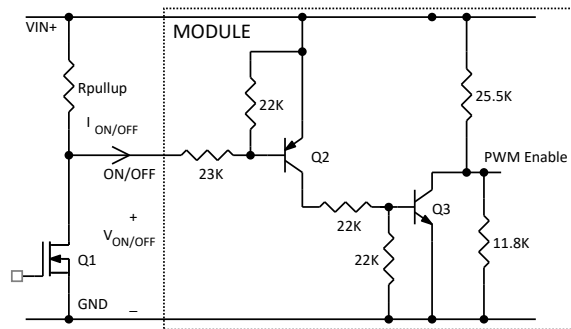 VIN+
MODULE
Rpullup
22K
25.5K
I ON/OFF
ON/OFF
23K
Q2
PWM Enable
+
V ON/OFF
22K
Q3
22K
11.8K
Q1
GND
_